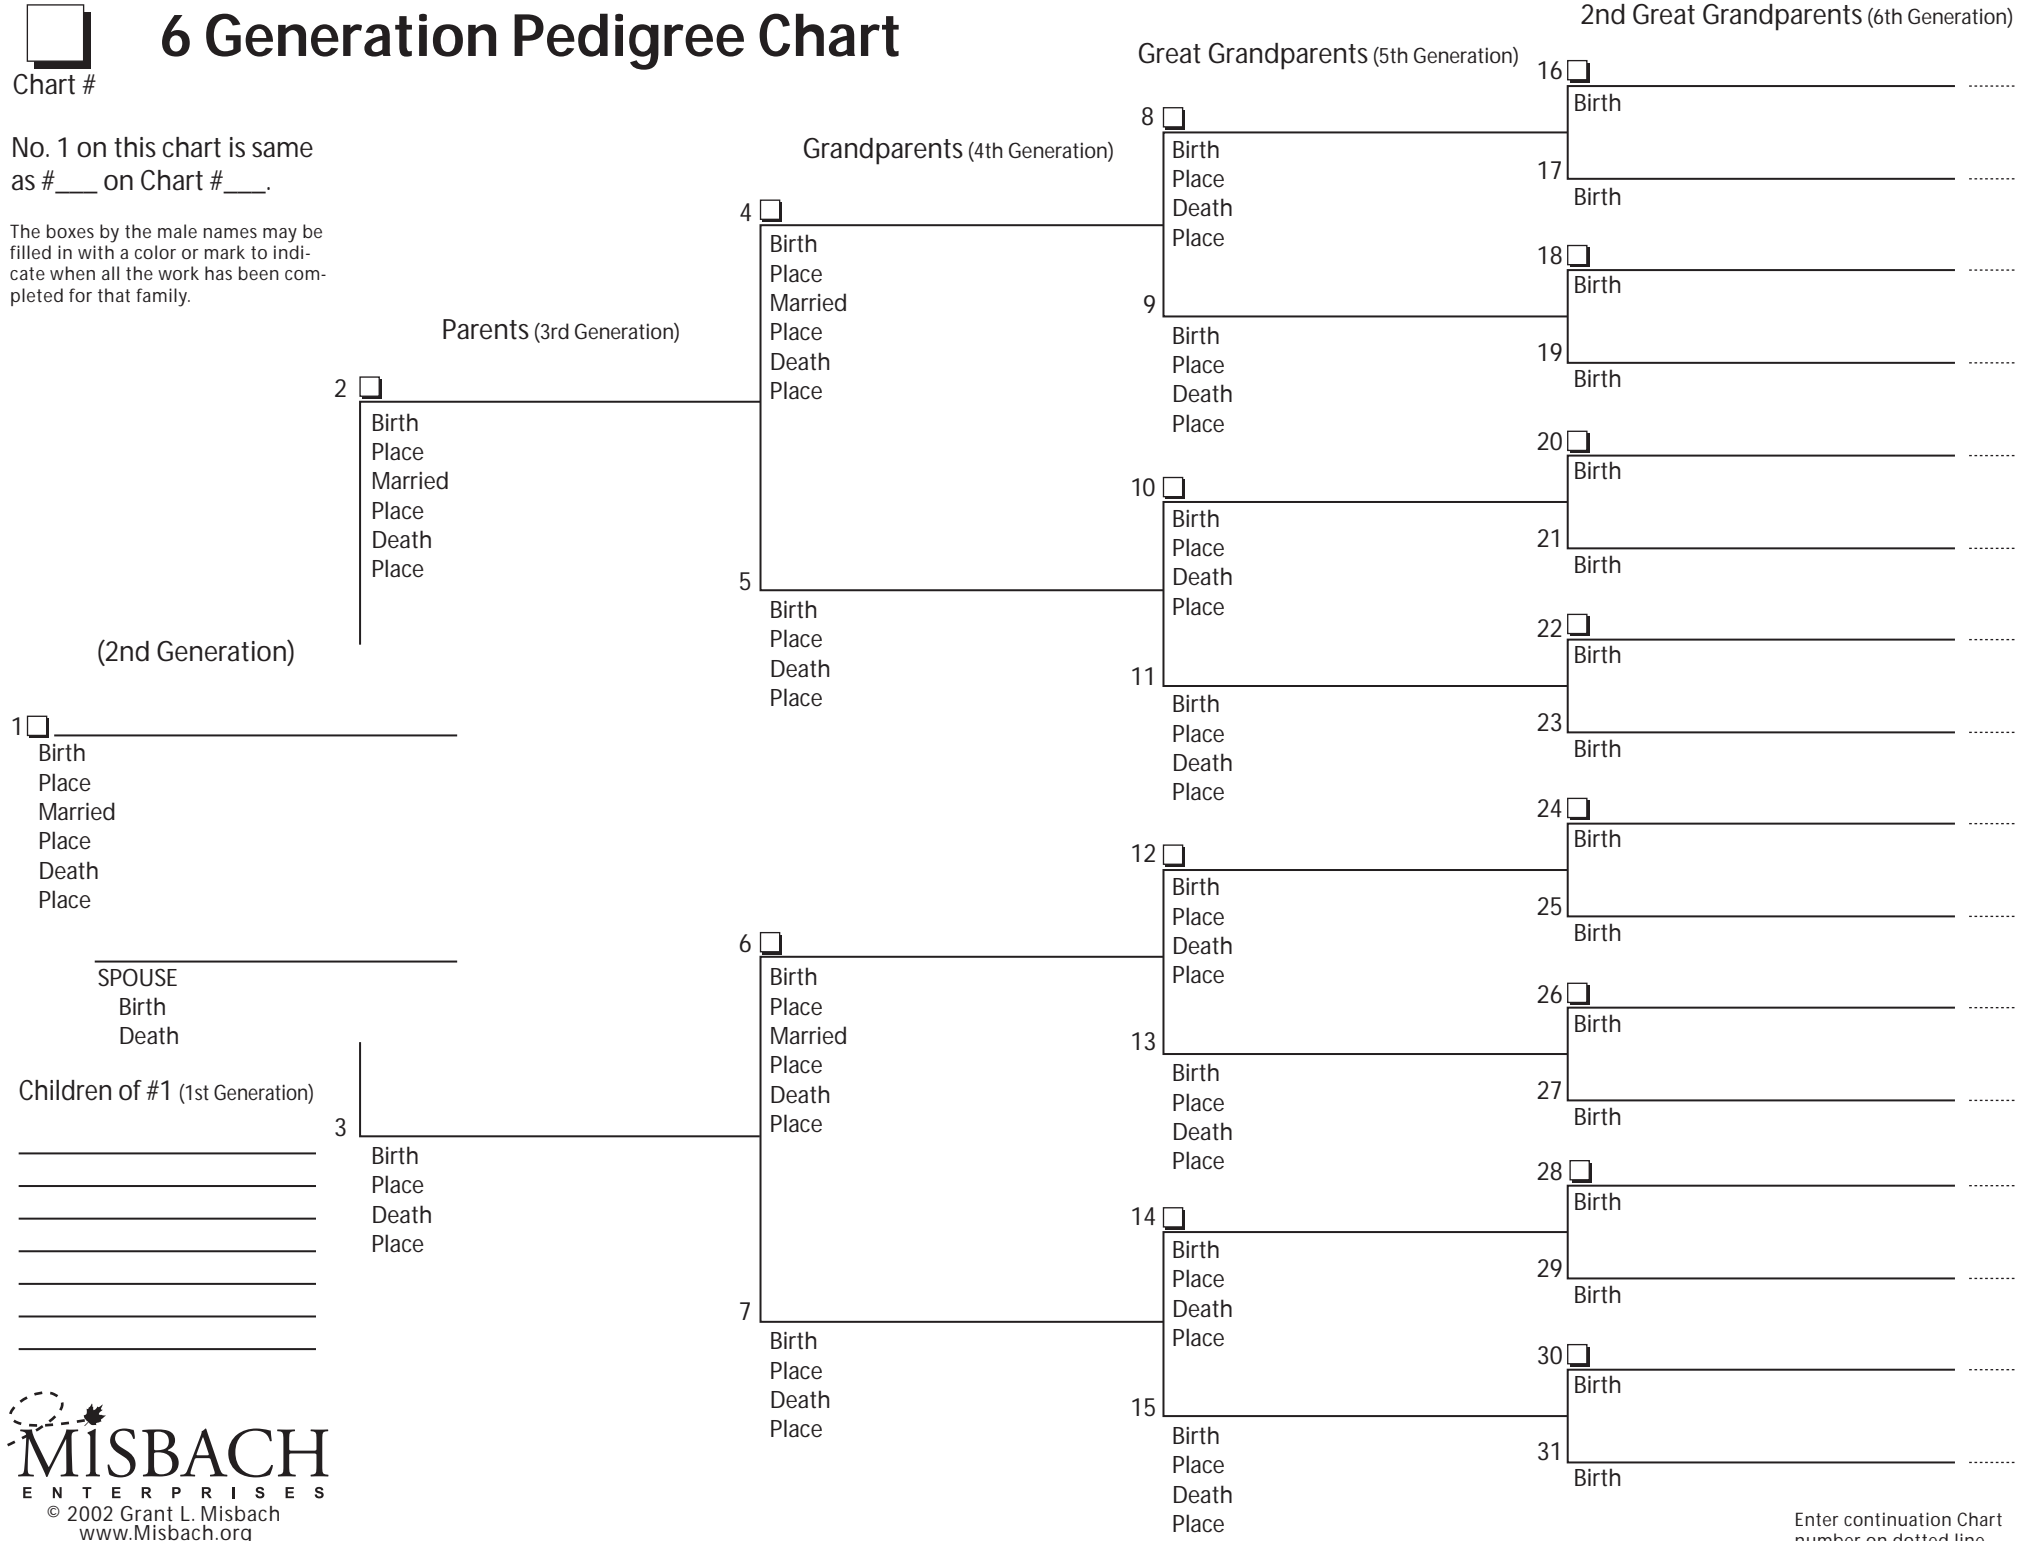 6 Generation Pedigree Chart
Chart #
No. 1 on this chart is same
as #___ on Chart #___.
The boxes by the male names may be
filled in with a color or mark to indi-
cate when all the work has been com-
pleted for that family.
(2nd Generation)
1
Birth
Place
Married
Place
Death
Place
SPOUSE
Birth
Death
Children of #1 (1st Generation)
Parents (3rd Generation)
2
Birth
Place
Married
Place
Death
Place
3
Birth
Place
Death
Place
Grandparents (4th Generation)
4
Birth
Place
Married
Place
Death
Place
5
Birth
Place
Death
Place
6
Birth
Place
Married
Place
Death
Place
7
Birth
Place
Death
Place
Great Grandparents (5th Generation)
8
Birth
Place
Death
Place
9
Birth
Place
Death
Place
10
Birth
Place
Death
Place
11
Birth
Place
Death
Place
12
Birth
Place
Death
Place
13
Birth
Place
Death
Place
14
Birth
Place
Death
Place
15
Birth
Place
Death
Place
2nd Great Grandparents (6th Generation)
16
Birth
17
Birth
18
Birth
19
Birth
20
Birth
21
Birth
22
Birth
23
Birth
24
Birth
25
Birth
26
Birth
27
Birth
28
Birth
29
Birth
30
Birth
31
Birth
MISBACH
ENTERPRISES
© 2002 Grant L. Misbach
www.Misbach.org
Enter continuation Chart
number on dotted line